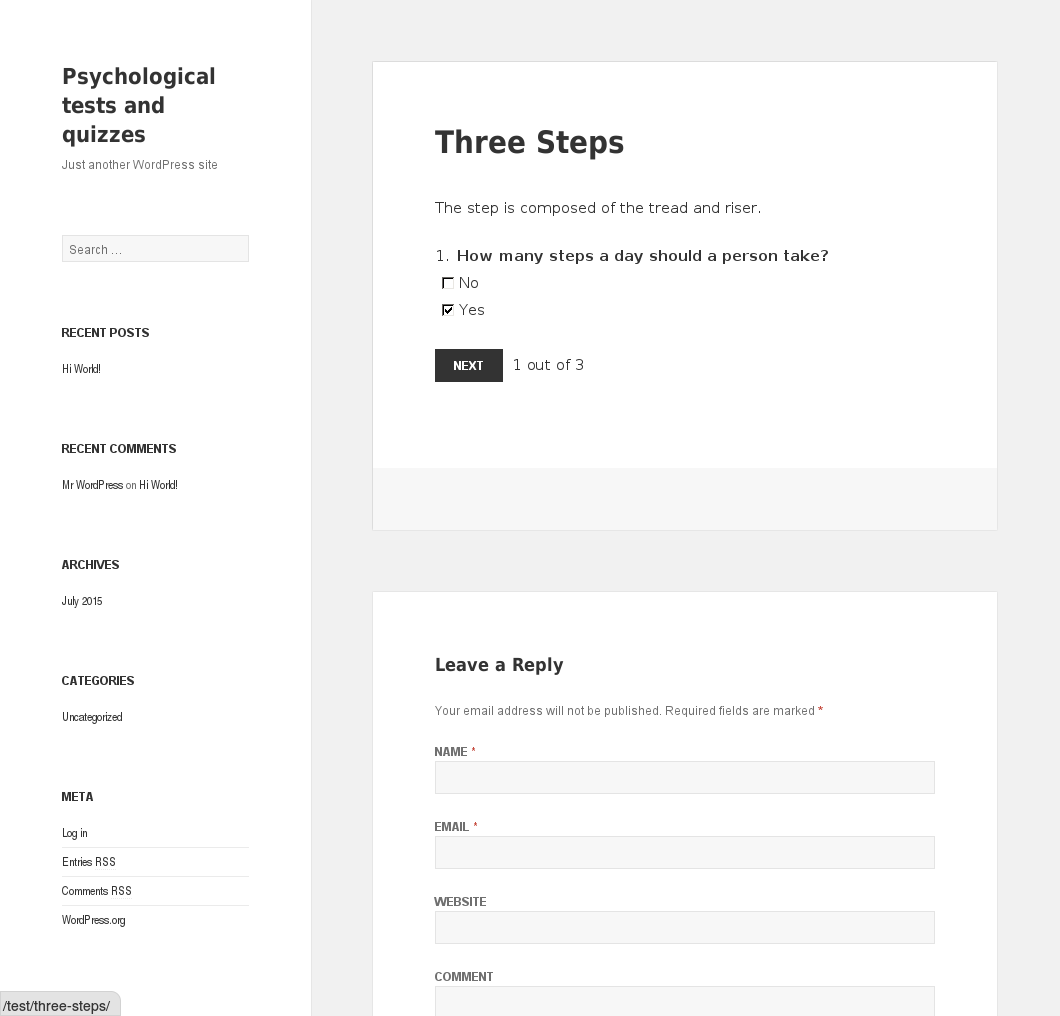 Psychological
tests and
quizzes
Just another WordPress site
Search ...
RECENT POSTS
Hi World!
RECENT COMMENTS
Mr WordPress on Hi World!
ARCHIVES
July 2015
CATEGORIES
Uncategorized
META
Log in
Entries RSS
Comments RSS
WordPress.org
/test/three-steps/
Three Steps
The step is composed of the tread and riser.
1. How many steps a day should a person take?
No
Yes
NEXT 1 out of 3
Leave a Reply
Your email address will not be published. Required fields are marked *
NAME *
EMAIL *
WEBSITE
COMMENT